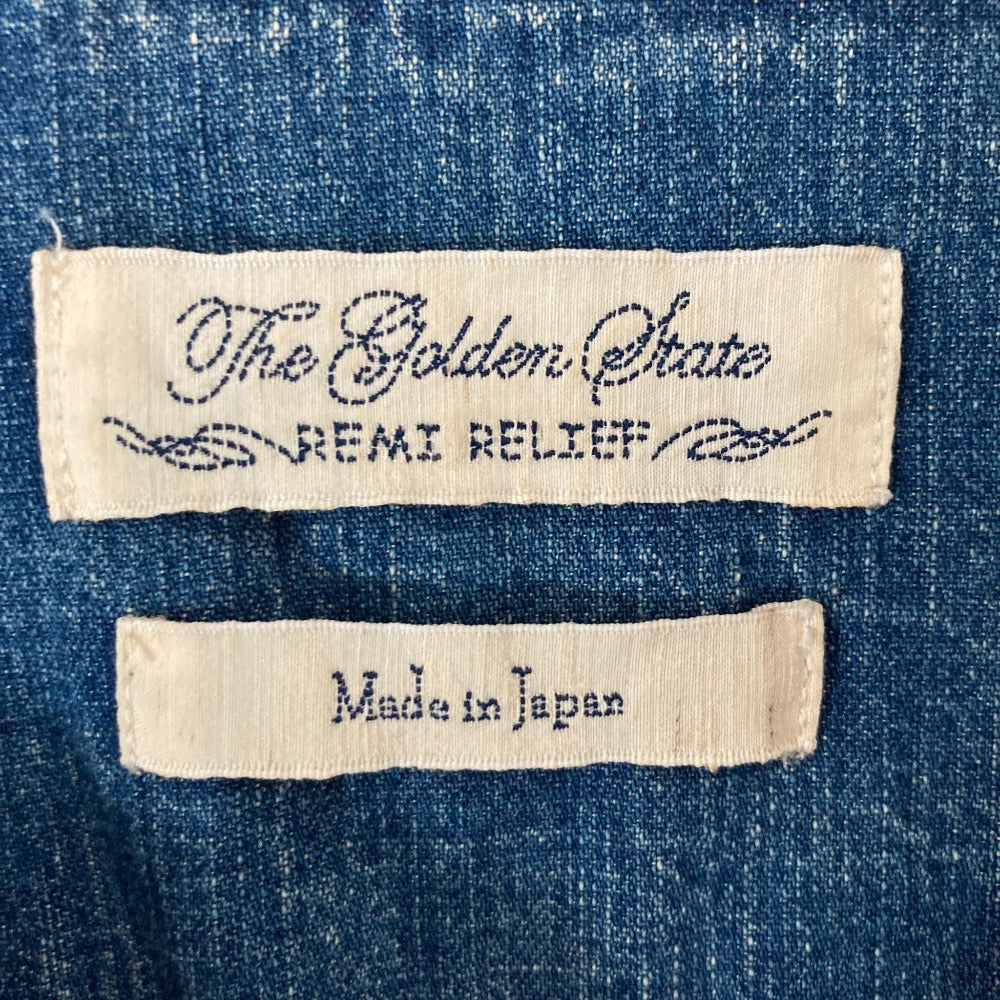 The Golden State
REMI RELIEF
Made in Japan